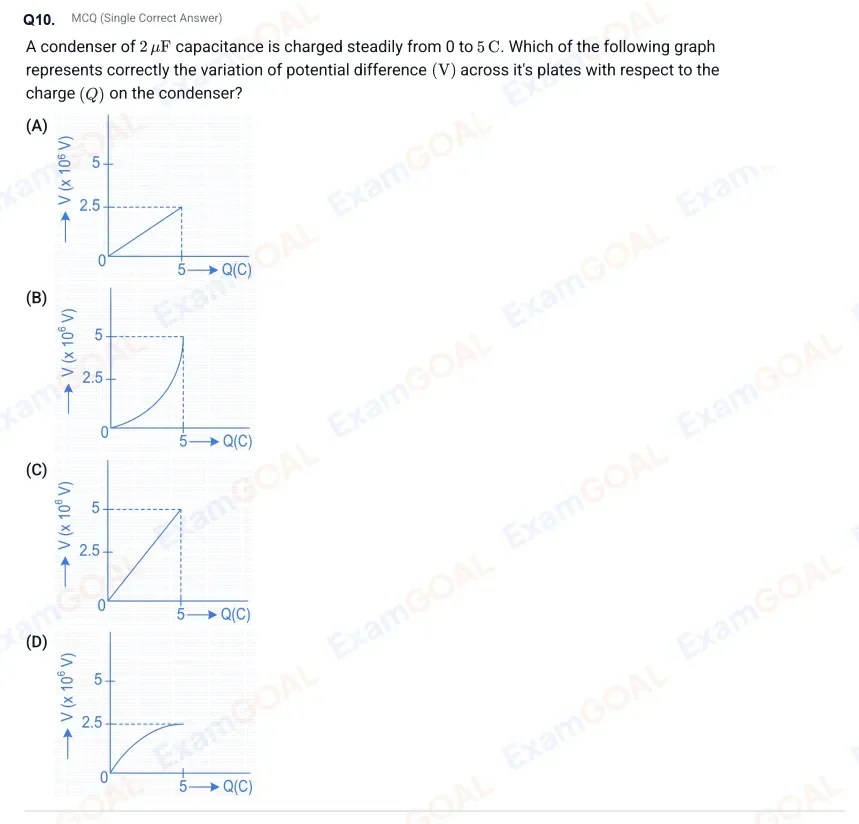 Q10. MCQ (Single Correct Answer)
A condenser of 2 μF capacitance is charged steadily from 0 to 5 C. Which of the following graph
represents correctly the variation of potential difference (V) across it's plates with respect to the
charge (Q) on the condenser?
(A)
V (x 10⁶ V)
5
2.5
0
5 Q(C)
(B)
V (x 10⁶ V)
5
2.5
0
5 Q(C)
(C)
V (x 10⁶ V)
5
2.5
0
5 Q(C)
(D)
V (x 10⁶ V)
5
2.5
0
5 Q(C)
ExamGOAL